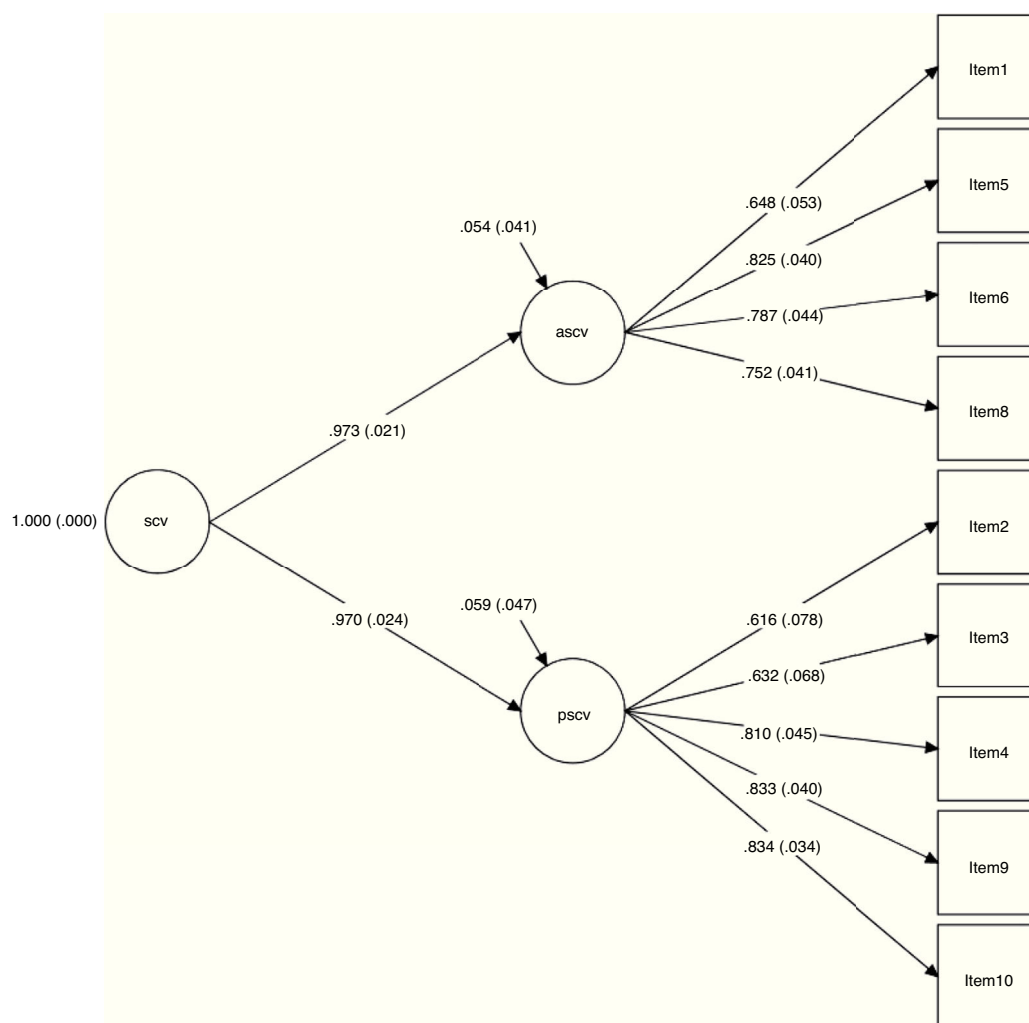 Item1
.648 (.053)
Item5
.054 (.041)
.825 (.040)
Item6
.787 (.044)
ascv
.752 (.041)
Item8
.973 (.021)
1.000 (.000)
scv
Item2
.970 (.024)
.059 (.047)
.616 (.078)
Item3
.632 (.068)
pscv
.810 (.045)
Item4
.833 (.040)
.834 (.034)
Item9
Item10